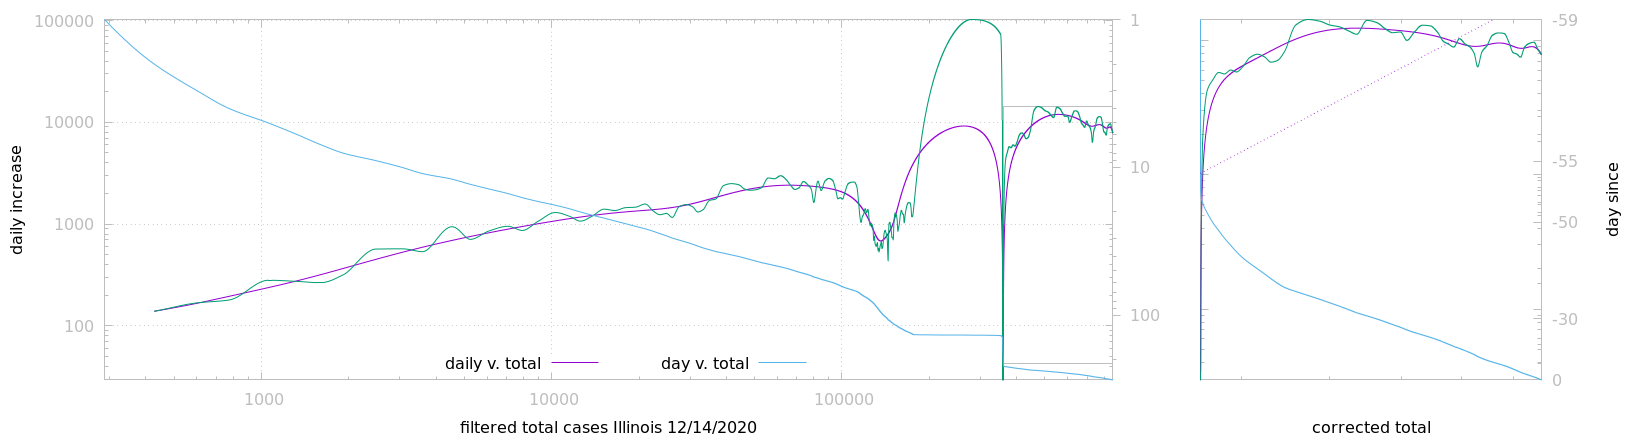 100000
10000
1000
100
daily increase
1000
10000
100000
filtered total cases Illinois 12/14/2020
daily v. total
day v. total
1
10
100
-59
-55
-50
-30
0
day since
corrected total